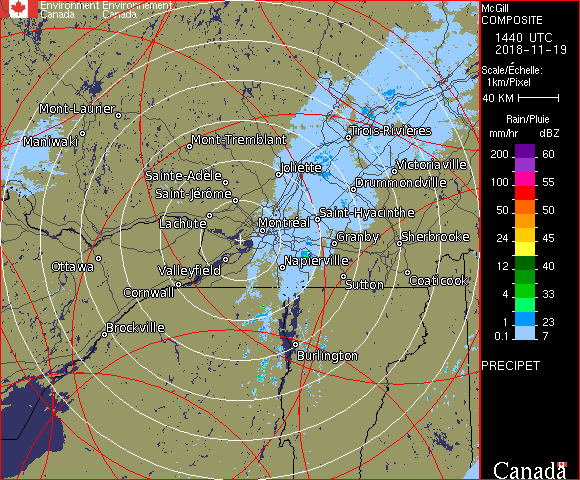 Environment Environnement
Canada Canada
Mont-Laurier
Maniwaki
Mont-Tremblant
Trois-Rivières
Sainte-Adèle
Joliette
Victoriaville
Saint-Jérôme
Drummondville
Lachute
Montréal
Saint-Hyacinthe
Granby
Sherbrooke
Ottawa
Valleyfield
Napierville
Cornwall
Sutton
Coaticook
Brockville
Burlington
McGill
COMPOSITE
1440 UTC
2018-11-19
Scale/Échelle:
1km/Pixel
40 KM
Rain/Pluie
mm/hr dBZ
200 60
100 55
50 50
24 45
12 40
4 33
1 23
0.1 7
PRECIPET
Canada